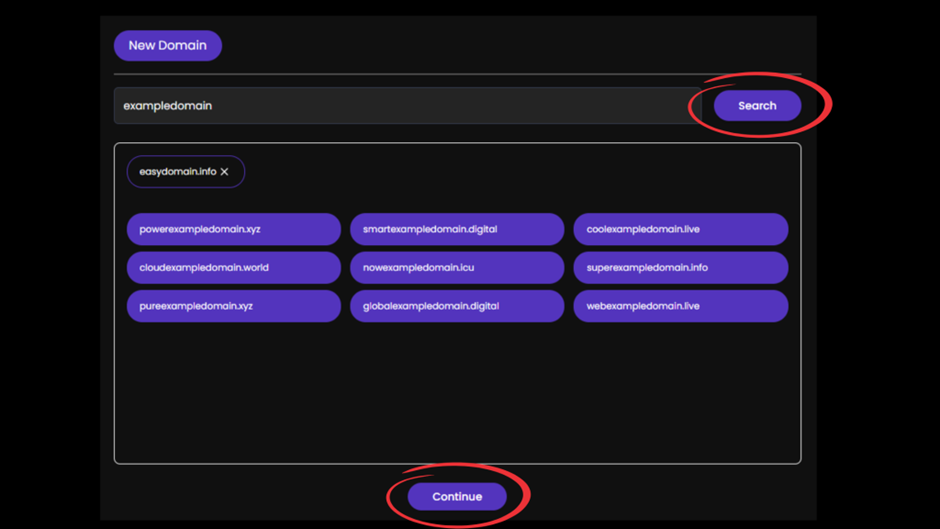 New Domain
exampledomain
Search
easydomain.info ✕
powerexampledomain.xyz
smartexampledomain.digital
coolexampledomain.live
cloudexampledomain.world
nowexampledomain.icu
superexampledomain.info
pureexampledomain.xyz
globalexampledomain.digital
webexampledomain.live
Continue